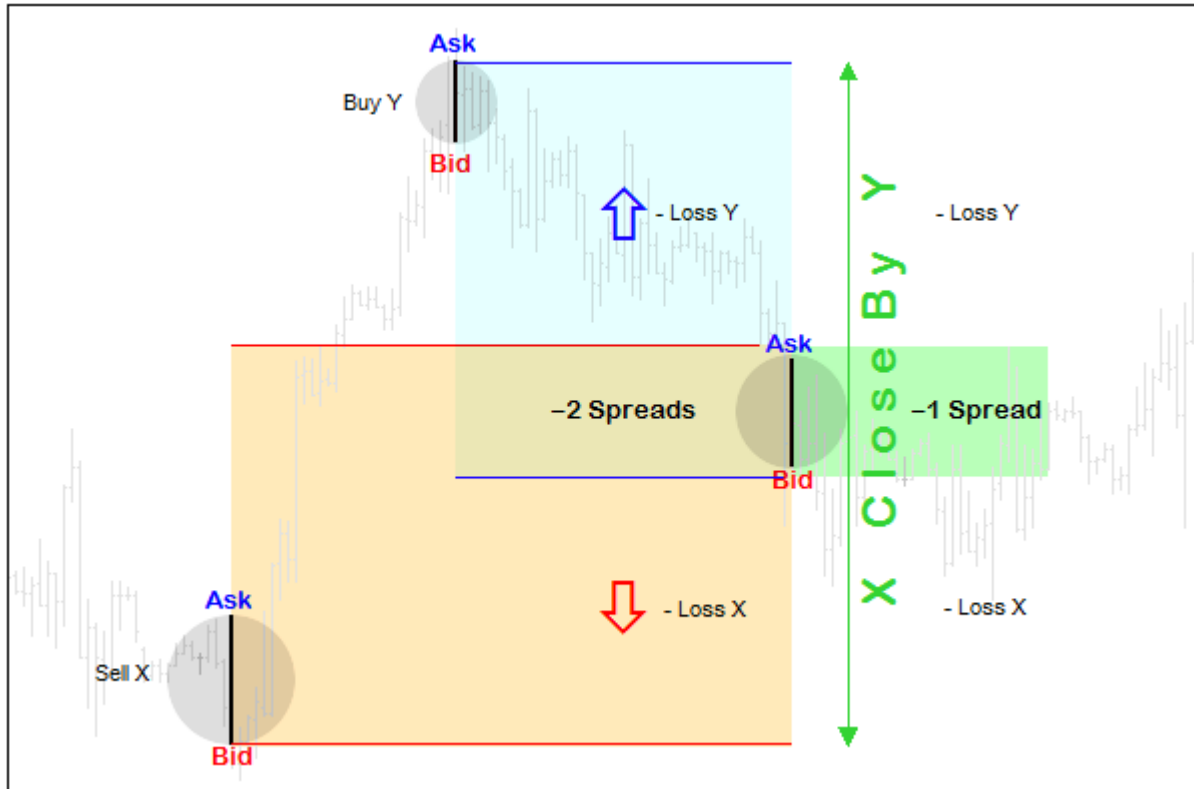 Ask
Buy Y
Bid
- Loss Y
- Loss Y
X Close By Y
Ask
–2 Spreads
–1 Spread
Bid
Ask
- Loss X
- Loss X
Sell X
Bid